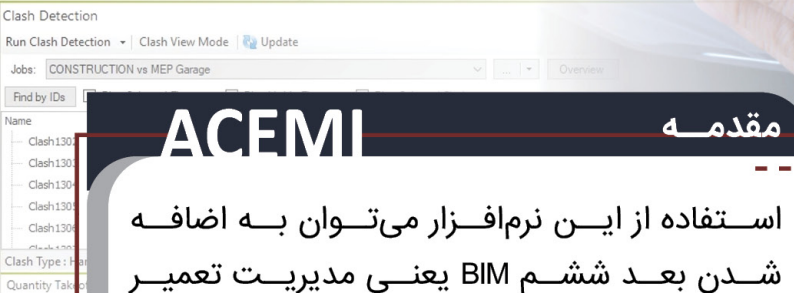 Clash Detection
Run Clash Detection Clash View Mode Update
Jobs: CONSTRUCTION vs MEP Garage ... Overview
Find by IDs
Name
ACEMI
مقدمه
Clash1302
Clash1303
Clash1304
Clash1305
Clash1306
استفاده از این نرم‌افزار می‌توان به اضافه
Clash Type :
شدن بعد ششم BIM یعنی مدیریت تعمیر
Quantity